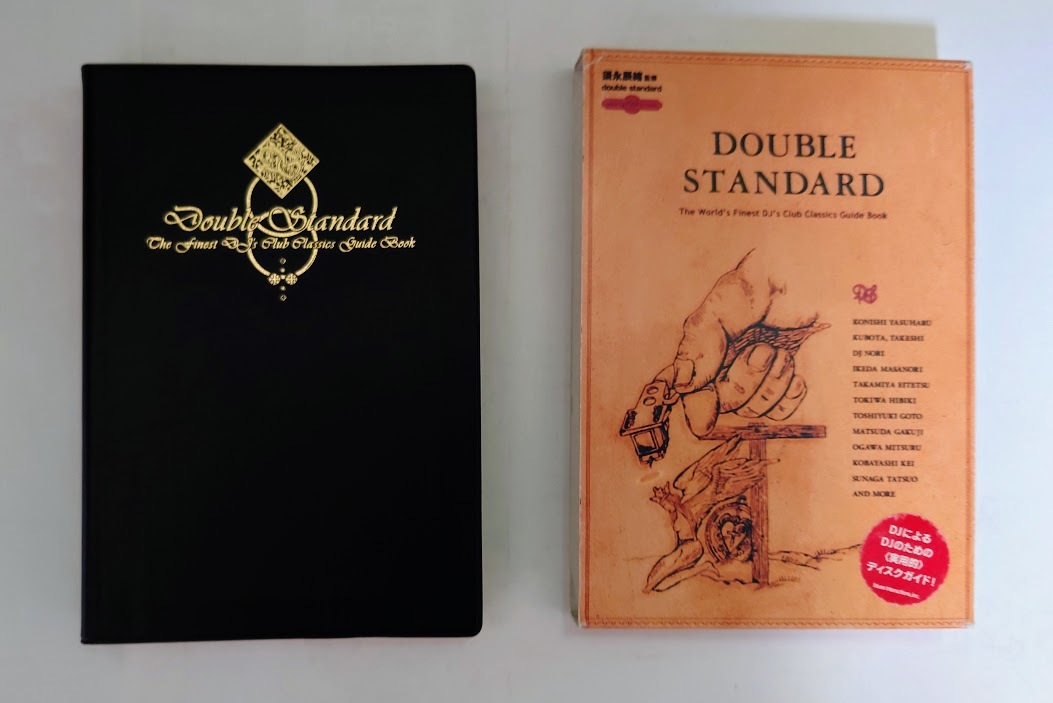 Double Standard
The Finest DJ's Club Classics Guide Book
須永辰緒 監修
double standard
DOUBLE
STANDARD
The World's Finest DJ's Club Classics Guide Book
KONISHI YASUHARU
KUBOTA, TAKESHI
DJ NORI
IKEDA MASANORI
TAKAMIYA EITETSU
TOKIWA HIBIKI
TOSHIYUKI GOTO
MATSUDA GAKUJI
OGAWA MITSURU
KOBAYASHI KEI
SUNAGA TATSUO
AND MORE
DJによる
DJのための
〈実用的〉
ディスクガイド!